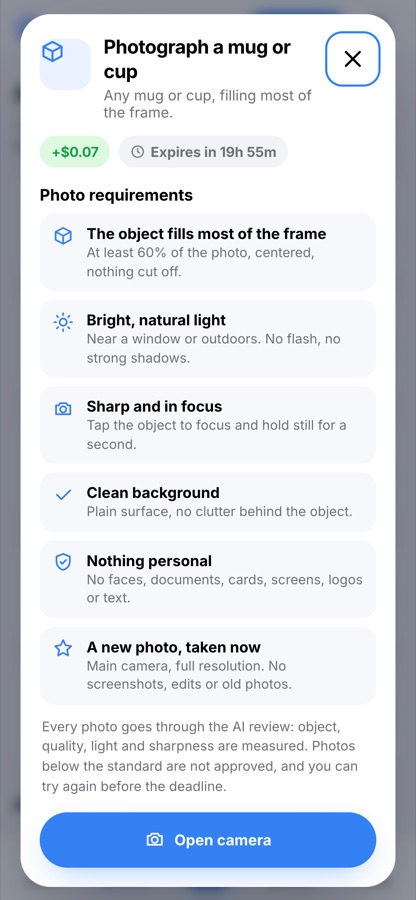 Photograph a mug or
cup
Any mug or cup, filling most of
the frame.
+$0.07
Expires in 19h 55m
Photo requirements
The object fills most of the frame
At least 60% of the photo, centered,
nothing cut off.
Bright, natural light
Near a window or outdoors. No flash, no
strong shadows.
Sharp and in focus
Tap the object to focus and hold still for a
second.
Clean background
Plain surface, no clutter behind the object.
Nothing personal
No faces, documents, cards, screens, logos
or text.
A new photo, taken now
Main camera, full resolution. No
screenshots, edits or old photos.
Every photo goes through the AI review: object,
quality, light and sharpness are measured. Photos
below the standard are not approved, and you can
try again before the deadline.
Open camera